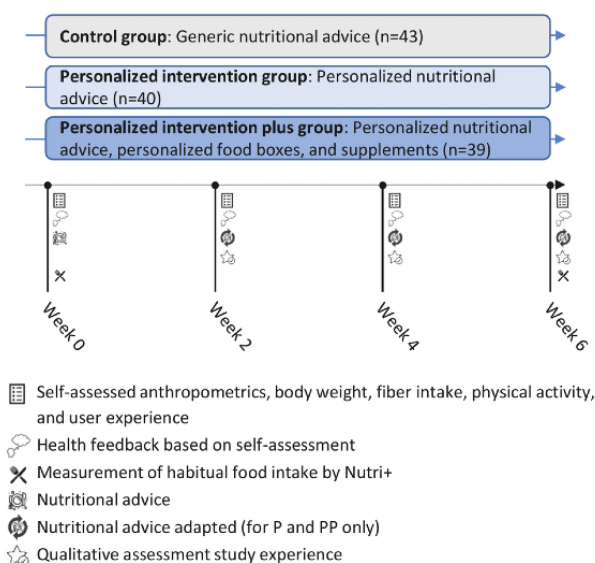 Control group: Generic nutritional advice (n=43)
Personalized intervention group: Personalized nutritional
advice (n=40)
Personalized intervention plus group: Personalized nutritional
advice, personalized food boxes, and supplements (n=39)
Week 0
Week 2
Week 4
Week 6
Self-assessed anthropometrics, body weight, fiber intake, physical activity,
and user experience
Health feedback based on self-assessment
Measurement of habitual food intake by Nutri+
Nutritional advice
Nutritional advice adapted (for P and PP only)
Qualitative assessment study experience